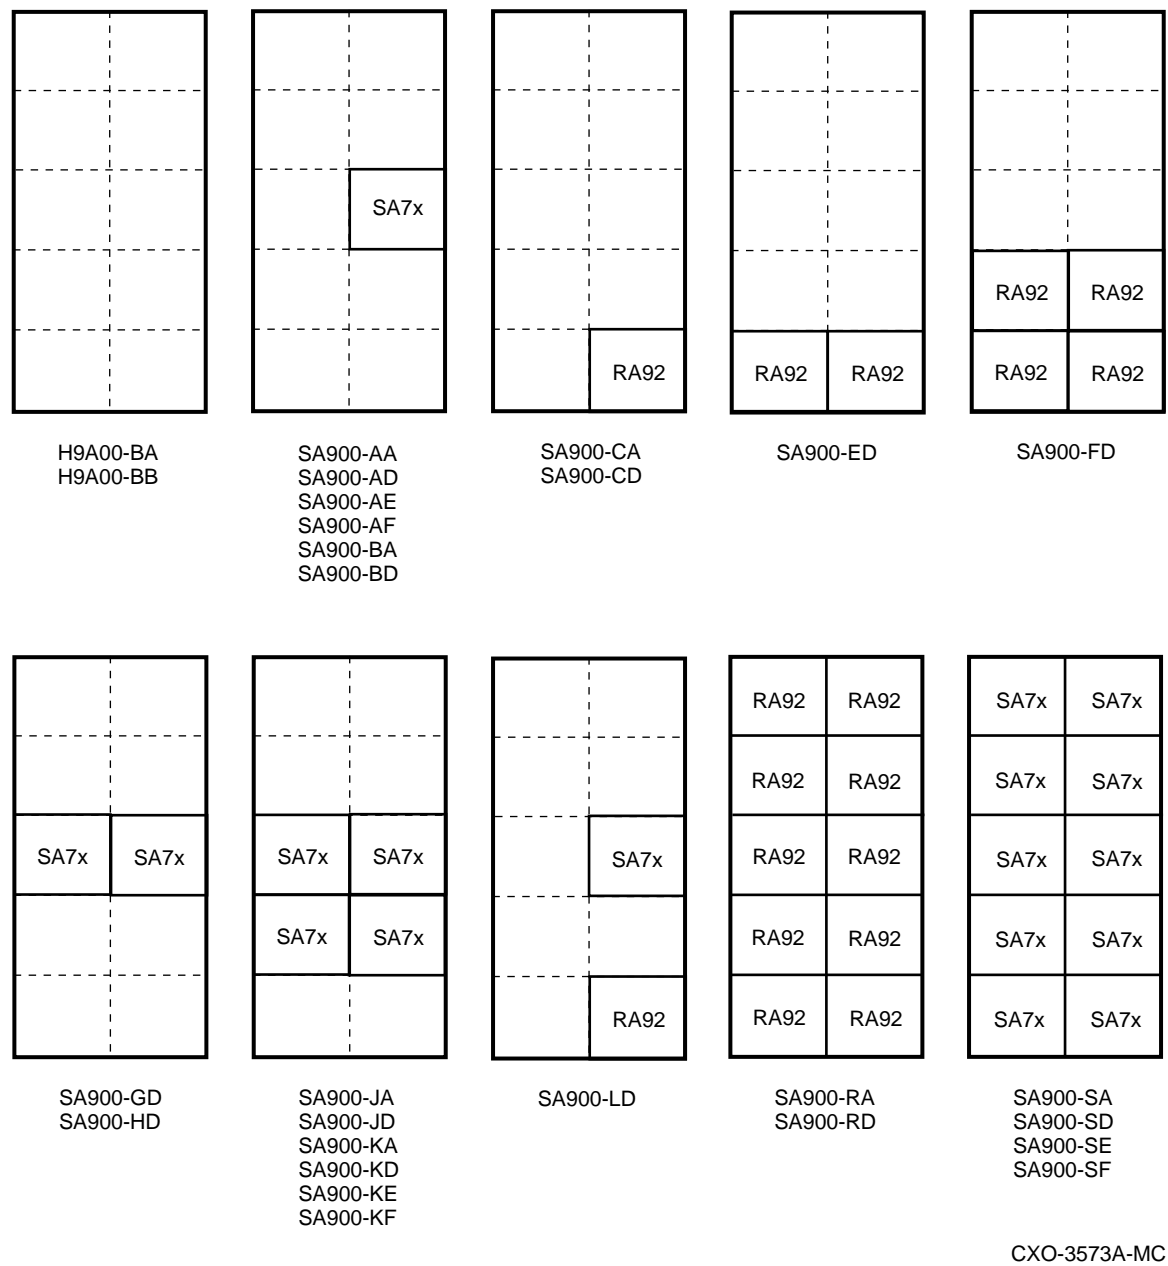 SA7x
RA92
RA92 RA92
RA92 RA92
RA92 RA92
H9A00-BA
H9A00-BB
SA900-AA
SA900-AD
SA900-AE
SA900-AF
SA900-BA
SA900-BD
SA900-CA
SA900-CD
SA900-ED
SA900-FD
SA7x SA7x
SA7x SA7x
SA7x SA7x
SA7x
RA92
RA92 RA92
RA92 RA92
RA92 RA92
RA92 RA92
RA92 RA92
SA7x SA7x
SA7x SA7x
SA7x SA7x
SA7x SA7x
SA7x SA7x
SA900-GD
SA900-HD
SA900-JA
SA900-JD
SA900-KA
SA900-KD
SA900-KE
SA900-KF
SA900-LD
SA900-RA
SA900-RD
SA900-SA
SA900-SD
SA900-SE
SA900-SF
CXO-3573A-MC